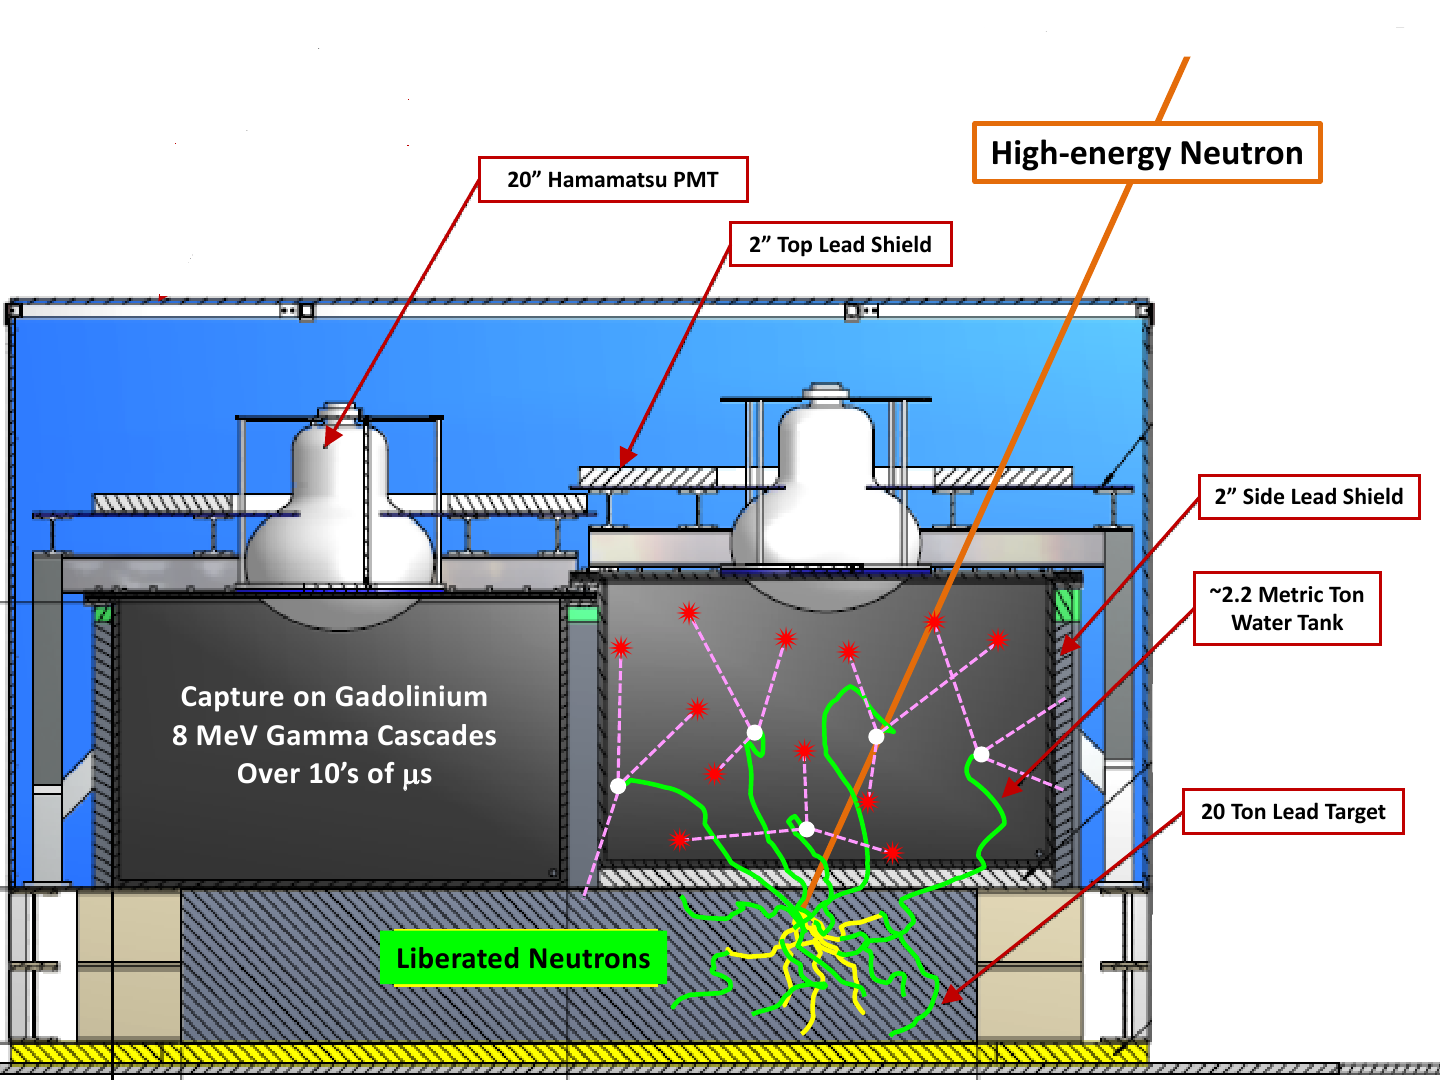 High-energy Neutron
20” Hamamatsu PMT
2” Top Lead Shield
2” Side Lead Shield
~2.2 Metric Ton
Water Tank
Capture on Gadolinium
8 MeV Gamma Cascades
Over 10’s of μs
20 Ton Lead Target
Liberated Neutrons